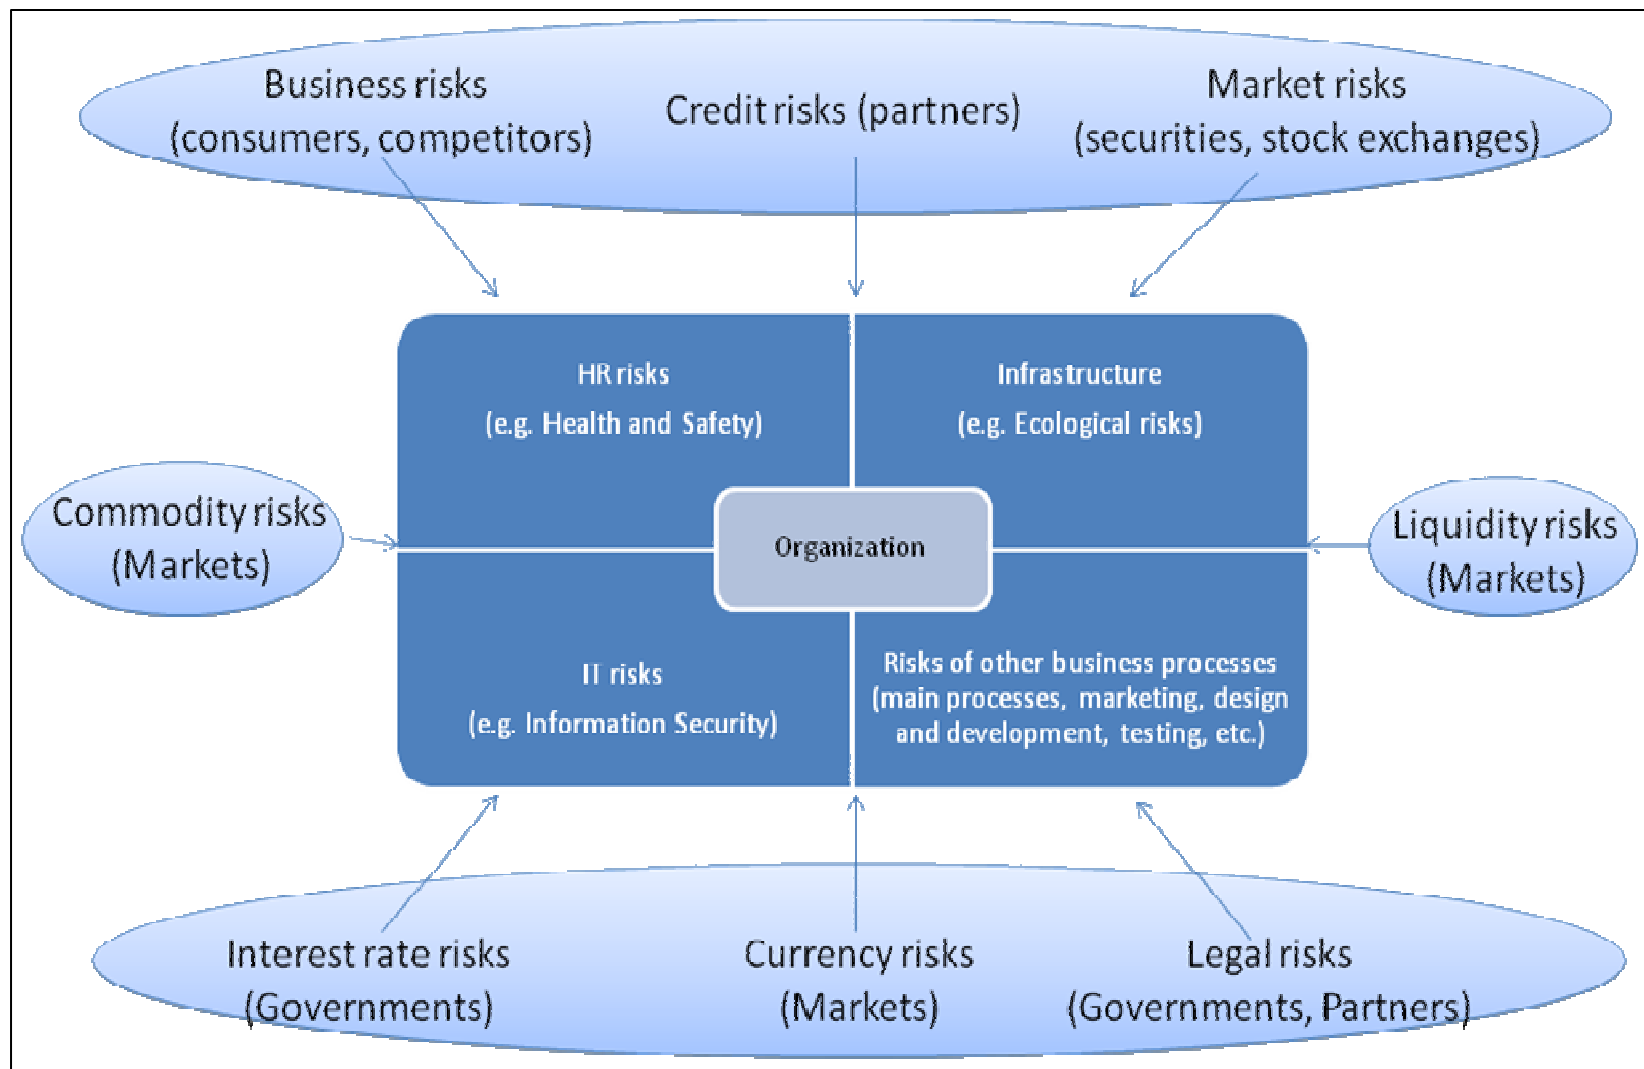 Business risks
(consumers, competitors)
Credit risks (partners)
Market risks
(securities, stock exchanges)
HR risks
(e.g. Health and Safety)
Infrastructure
(e.g. Ecological risks)
Commodity risks
(Markets)
Organization
Liquidity risks
(Markets)
IT risks
(e.g. Information Security)
Risks of other business processes
(main processes, marketing, design
and development, testing, etc.)
Interest rate risks
(Governments)
Currency risks
(Markets)
Legal risks
(Governments, Partners)